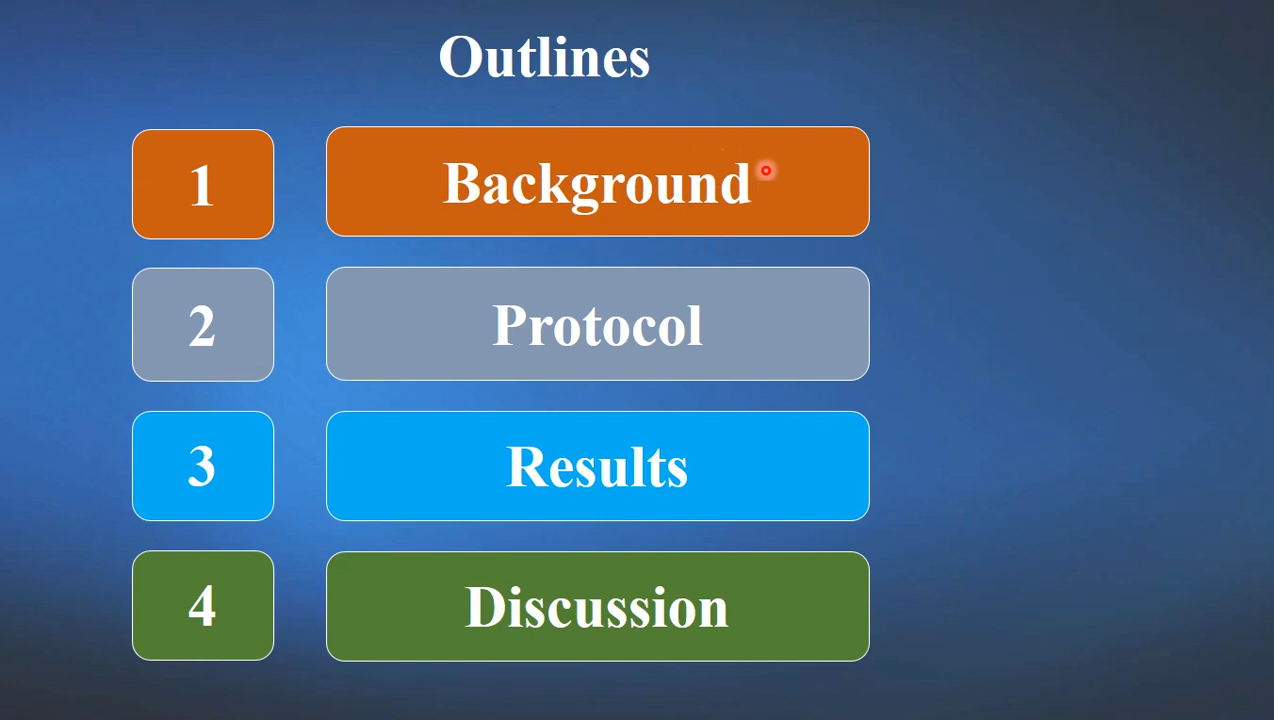 Outlines
1 Background
2 Protocol
3 Results
4 Discussion